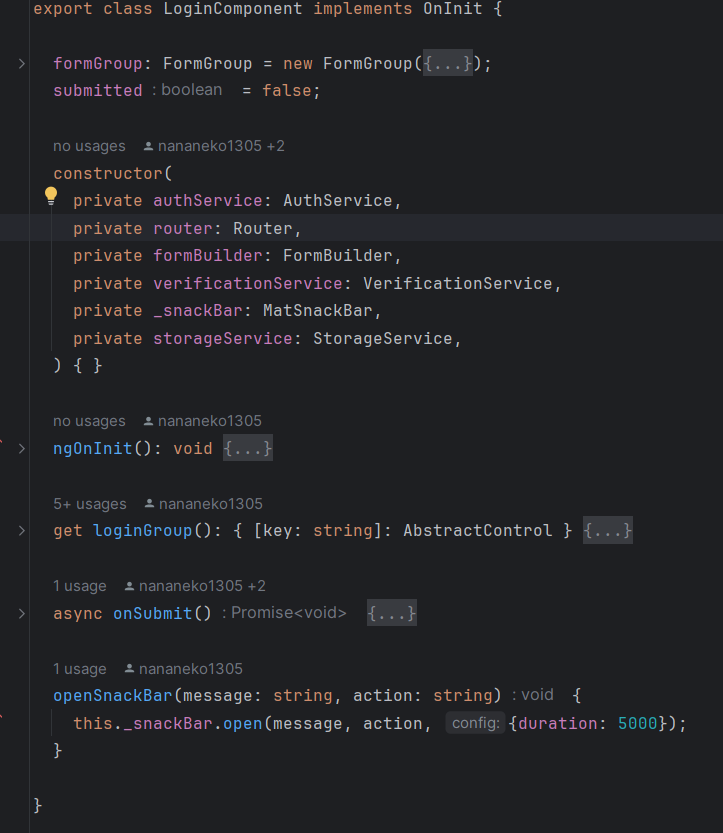 export class LoginComponent implements OnInit {
formGroup: FormGroup = new FormGroup({...});
submitted : boolean = false;
no usages nananeko1305 +2
constructor(
private authService: AuthService,
private router: Router,
private formBuilder: FormBuilder,
private verificationService: VerificationService,
private _snackBar: MatSnackBar,
private storageService: StorageService,
) { }
no usages nananeko1305
ngOnInit(): void {...}
5+ usages nananeko1305
get loginGroup(): { [key: string]: AbstractControl } {...}
1 usage nananeko1305 +2
async onSubmit() : Promise<void> {...}
1 usage nananeko1305
openSnackBar(message: string, action: string) : void {
this._snackBar.open(message, action, config: {duration: 5000});
}
}